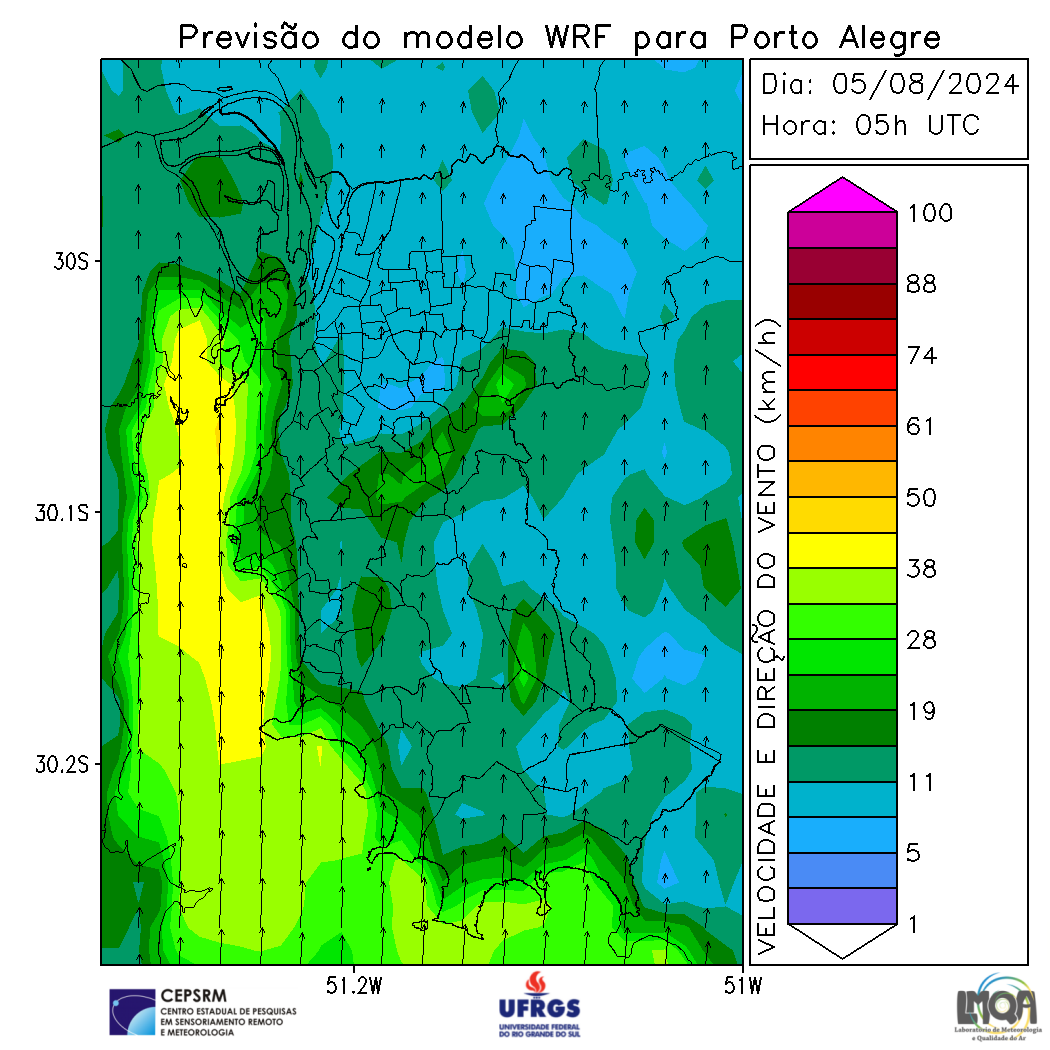 Previsão do modelo WRF para Porto Alegre
Dia: 05/08/2024
Hora: 05h UTC
30S
30.1S
30.2S
51.2W
51W
VELOCIDADE E DIREÇÃO DO VENTO (km/h)
100
88
74
61
50
38
28
19
11
5
1
CEPSRM
CENTRO ESTADUAL DE PESQUISAS
EM SENSORIAMENTO REMOTO
E METEOROLOGIA
UFRGS
UNIVERSIDADE FEDERAL
DO RIO GRANDE DO SUL
LMQA
Laboratório de Meteorologia
e Qualidade do Ar